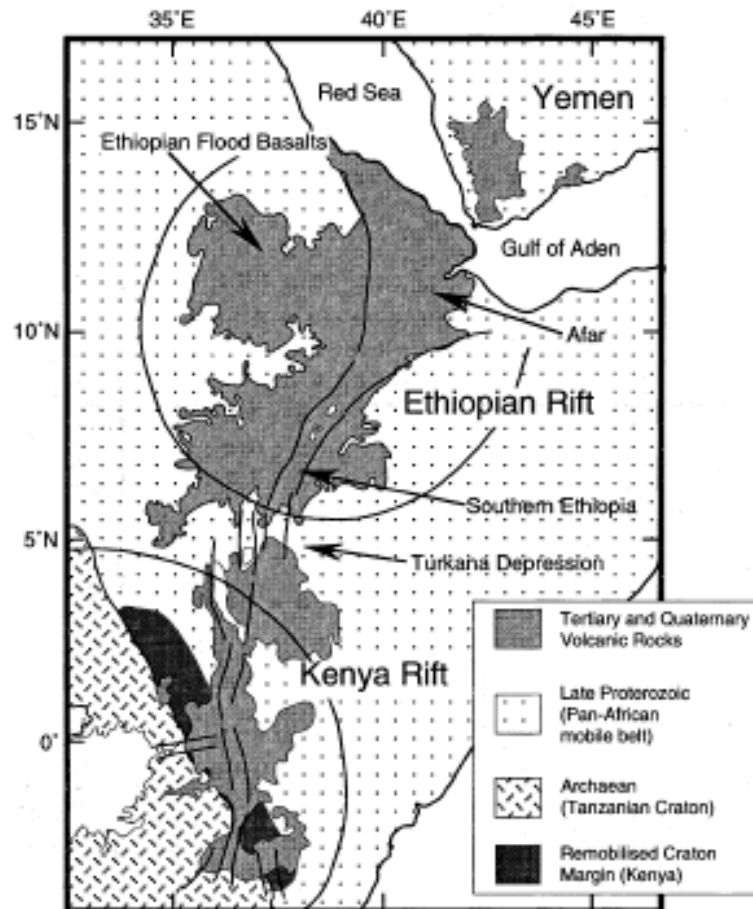 35°E 40°E 45°E
Red Sea
Yemen
15°N
Ethiopian Flood Basalts
Gulf of Aden
10°N
Afar
Ethiopian Rift
Southern Ethiopia
5°N
Turkana Depression
Tertiary and Quaternary
Volcanic Rocks
Kenya Rift
Late Proterozoic
(Pan-African
mobile belt)
0°
Archaean
(Tanzanian Craton)
Remobilised Craton
Margin (Kenya)